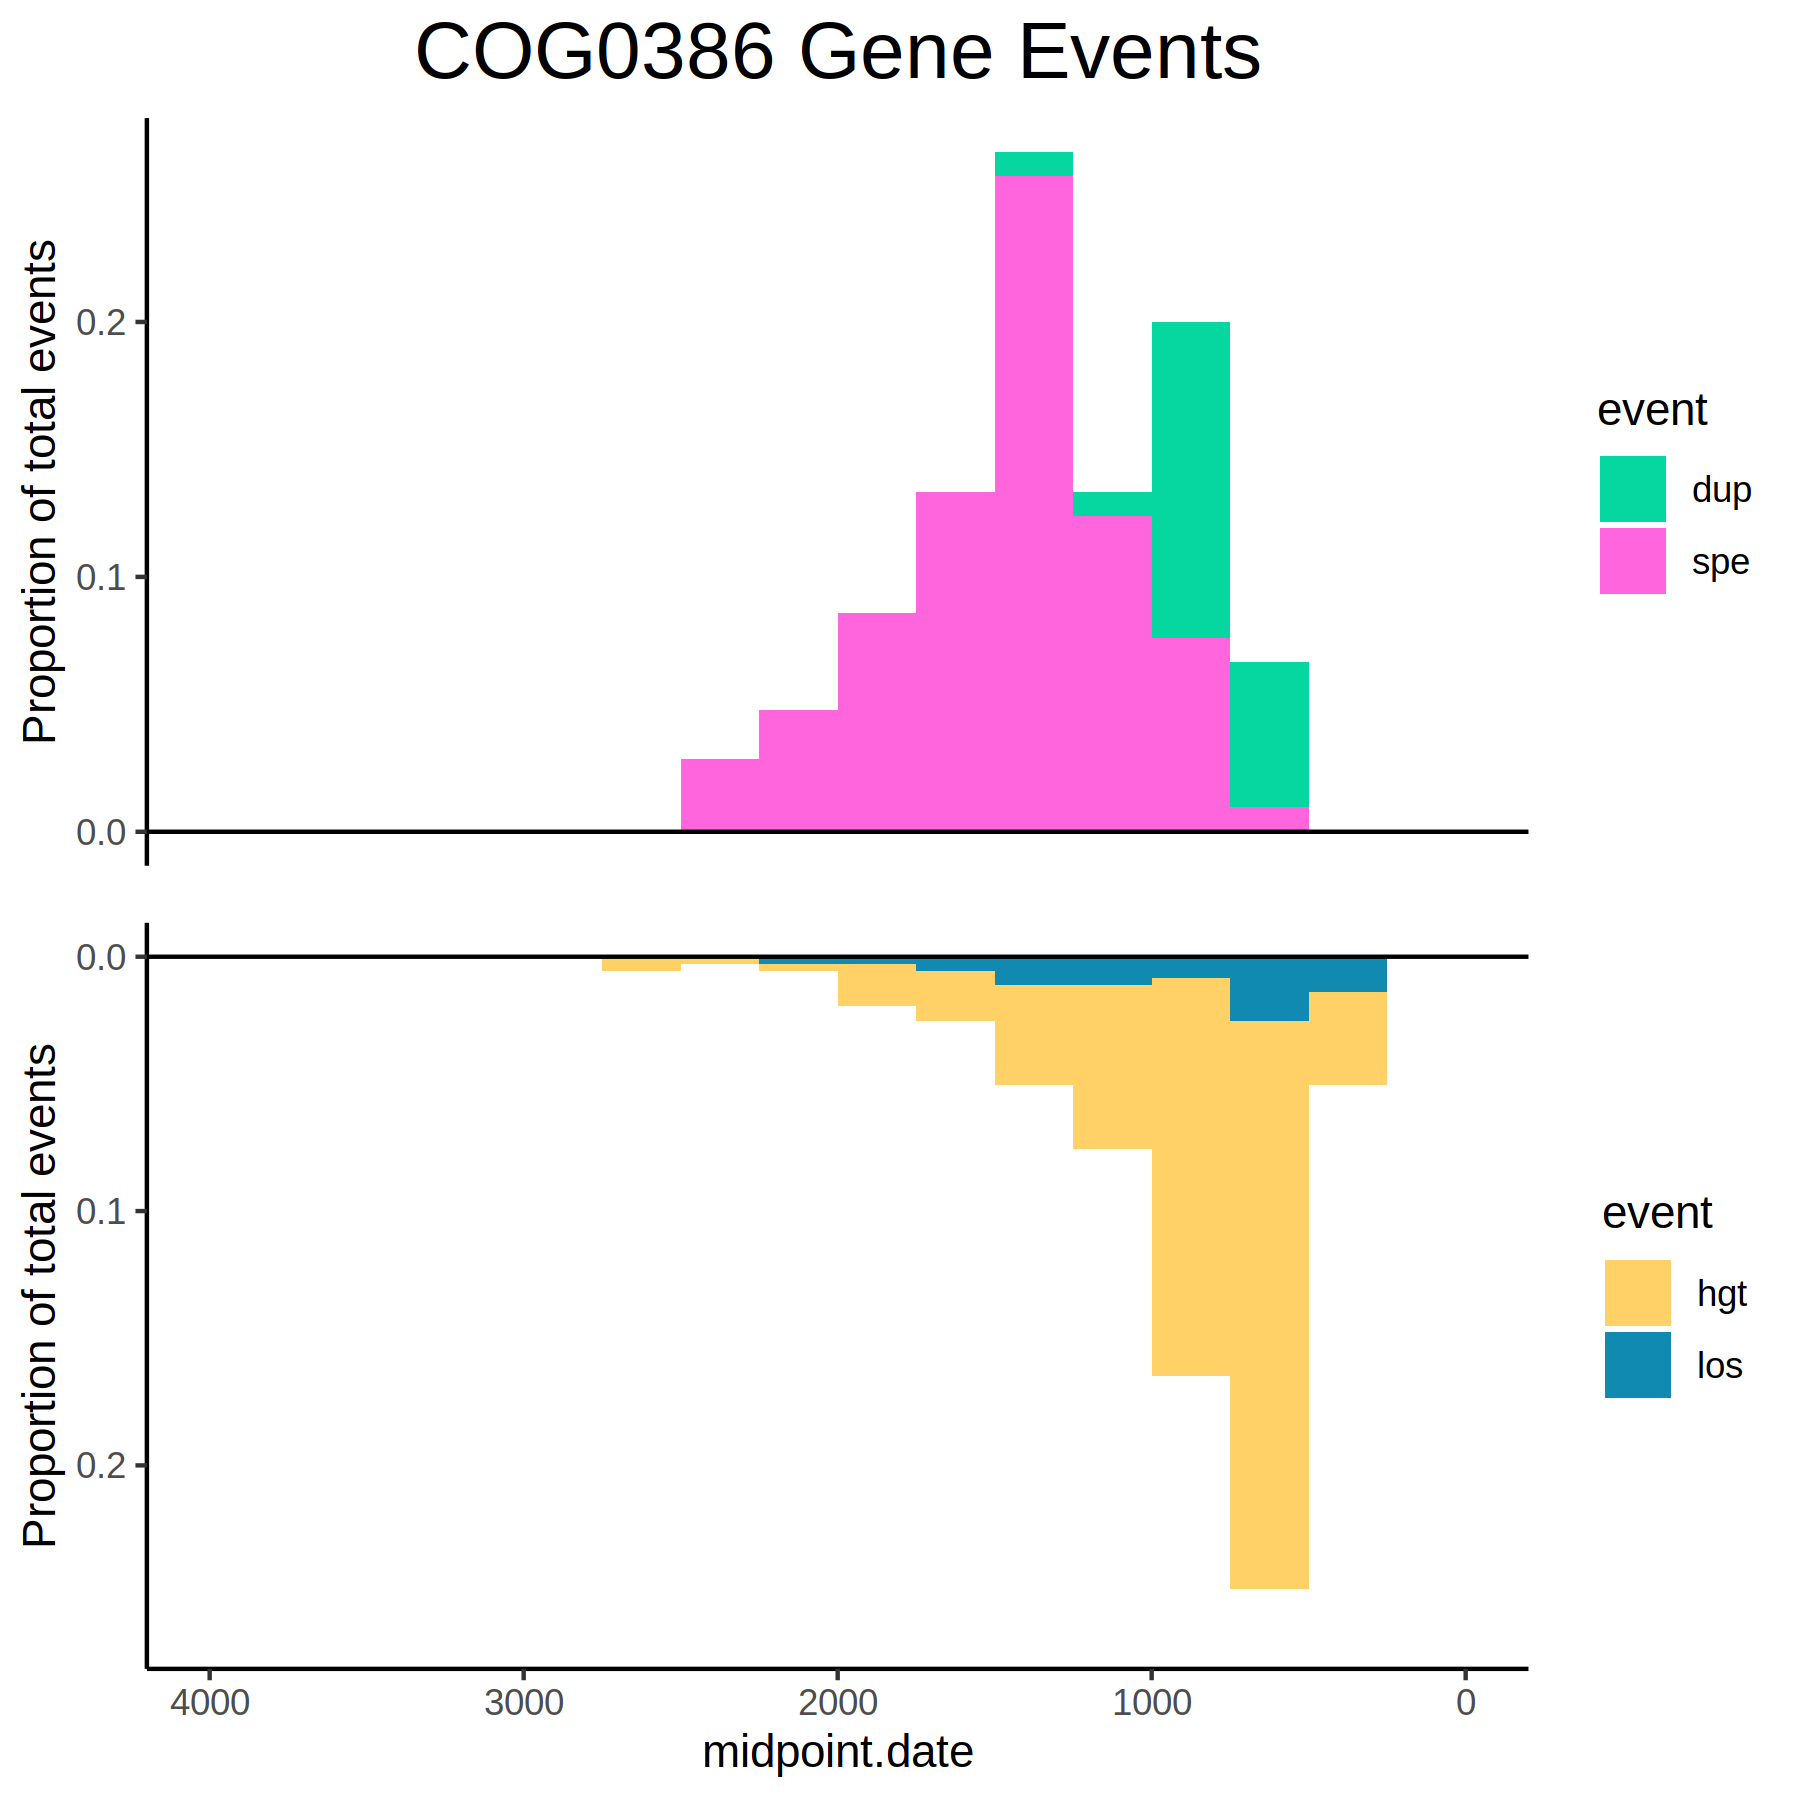 COG0386 Gene Events
Proportion of total events
0.2
0.1
0.0
event
dup
spe
Proportion of total events
0.0
0.1
0.2
event
hgt
los
4000 3000 2000 1000 0
midpoint.date